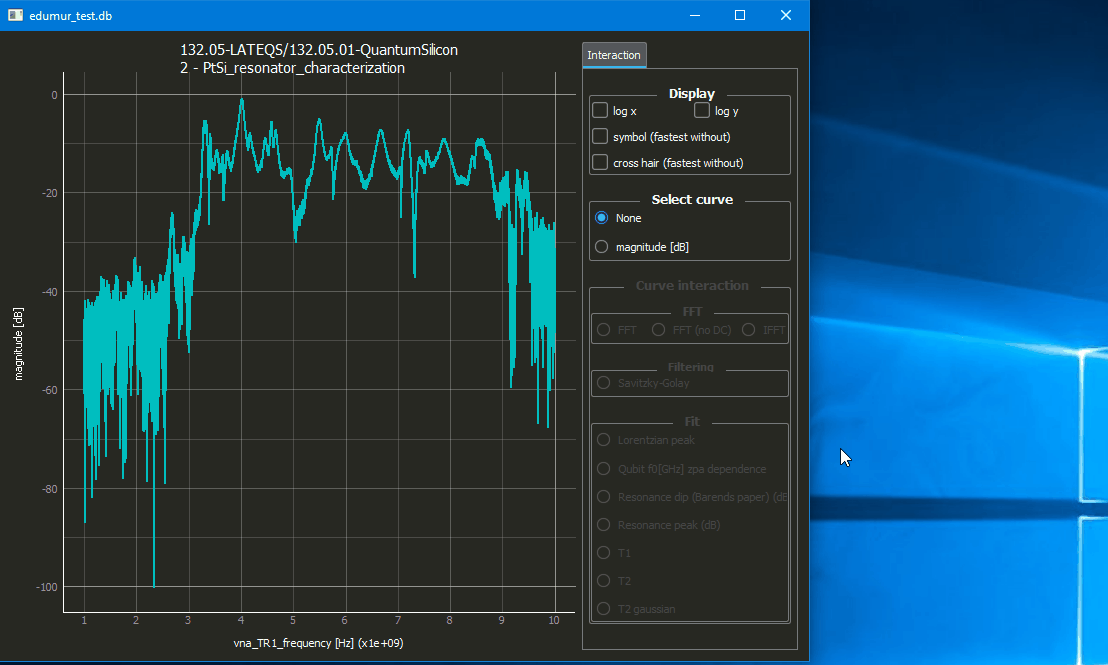 edumur_test.db
132.05-LATEQS/132.05.01-QuantumSilicon
2 - PtSi_resonator_characterization
0
-20
-40
-60
-80
-100
magnitude [dB]
1 2 3 4 5 6 7 8 9 10
vna_TR1_frequency [Hz] (x1e+09)
Interaction
Display
log x log y
symbol (fastest without)
cross hair (fastest without)
Select curve
None
magnitude [dB]
Curve interaction
FFT
FFT FFT (no DC) IFFT
Filtering
Savitzky-Golay
Fit
Lorentzian peak
Qubit f0[GHz] zpa dependence
Resonance dip (Barends paper) (dB
Resonance peak (dB)
T1
T2
T2 gaussian